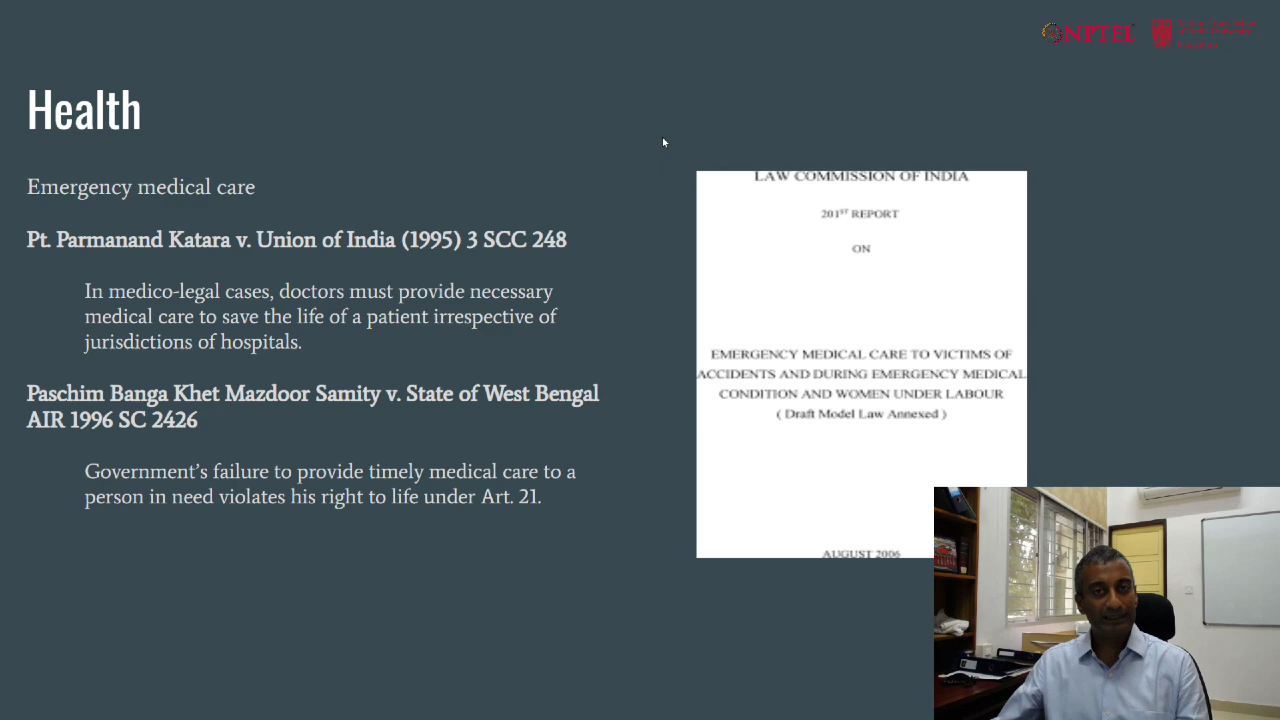 NPTEL
Health
Emergency medical care
Pt. Parmanand Katara v. Union of India (1995) 3 SCC 248
In medico-legal cases, doctors must provide necessary
medical care to save the life of a patient irrespective of
jurisdictions of hospitals.
Paschim Banga Khet Mazdoor Samity v. State of West Bengal
AIR 1996 SC 2426
Government's failure to provide timely medical care to a
person in need violates his right to life under Art. 21.
LAW COMMISSION OF INDIA
201ST REPORT
ON
EMERGENCY MEDICAL CARE TO VICTIMS OF
ACCIDENTS AND DURING EMERGENCY MEDICAL
CONDITION AND WOMEN UNDER LABOUR
( Draft Model Law Annexed )
AUGUST 2006